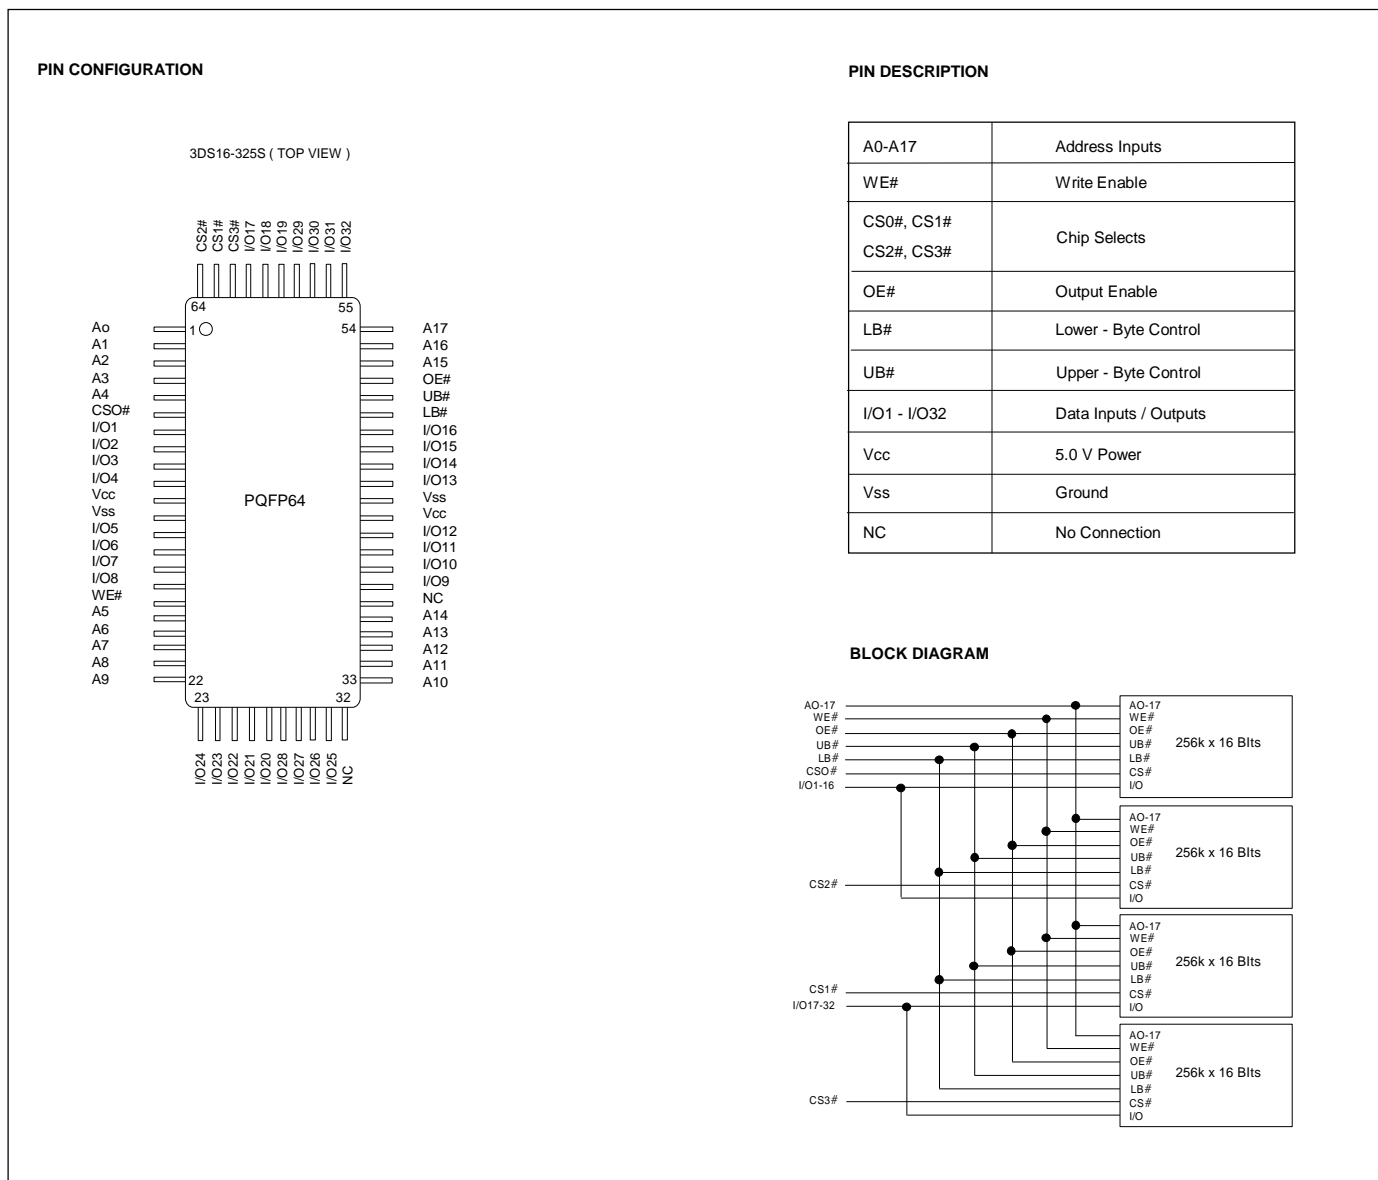 PIN CONFIGURATION
3DS16-325S ( TOP VIEW )
CS2#
CS1#
CS3#
I/O17
I/O18
I/O19
I/O29
I/O30
I/O31
I/O32
64
55
1
54
Ao
A1
A2
A3
A4
CSO#
I/O1
I/O2
I/O3
I/O4
Vcc
Vss
I/O5
I/O6
I/O7
I/O8
WE#
A5
A6
A7
A8
A9
PQFP64
A17
A16
A15
OE#
UB#
LB#
I/O16
I/O15
I/O14
I/O13
Vss
Vcc
I/O12
I/O11
I/O10
I/O9
NC
A14
A13
A12
A11
A10
22
33
23
32
I/O24
I/O23
I/O22
I/O21
I/O20
I/O28
I/O27
I/O26
I/O25
NC
PIN DESCRIPTION
A0-A17 Address Inputs
WE# Write Enable
CS0#, CS1#
CS2#, CS3#
Chip Selects
OE# Output Enable
LB# Lower - Byte Control
UB# Upper - Byte Control
I/O1 - I/O32 Data Inputs / Outputs
Vcc 5.0 V Power
Vss Ground
NC No Connection
BLOCK DIAGRAM
AO-17
WE#
OE#
UB#
LB#
CSO#
I/O1-16
AO-17
WE#
OE#
UB#
LB#
CS#
I/O
256k x 16 BIts
CS2#
AO-17
WE#
OE#
UB#
LB#
CS#
I/O
256k x 16 BIts
CS1#
I/O17-32
AO-17
WE#
OE#
UB#
LB#
CS#
I/O
256k x 16 BIts
CS3#
AO-17
WE#
OE#
UB#
LB#
CS#
I/O
256k x 16 BIts